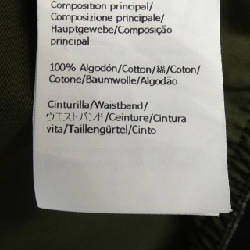 Composition principal/
Composizione principale/
Hauptgewebe/Composição
principal
100% Algodón/Cotton/綿/Coton/
Cotone/Baumwolle/Algodão
Cinturilla/Waistbend/
ウエストバンド/Ceinture/Cintura
vita/Taillengürtel/Cinto